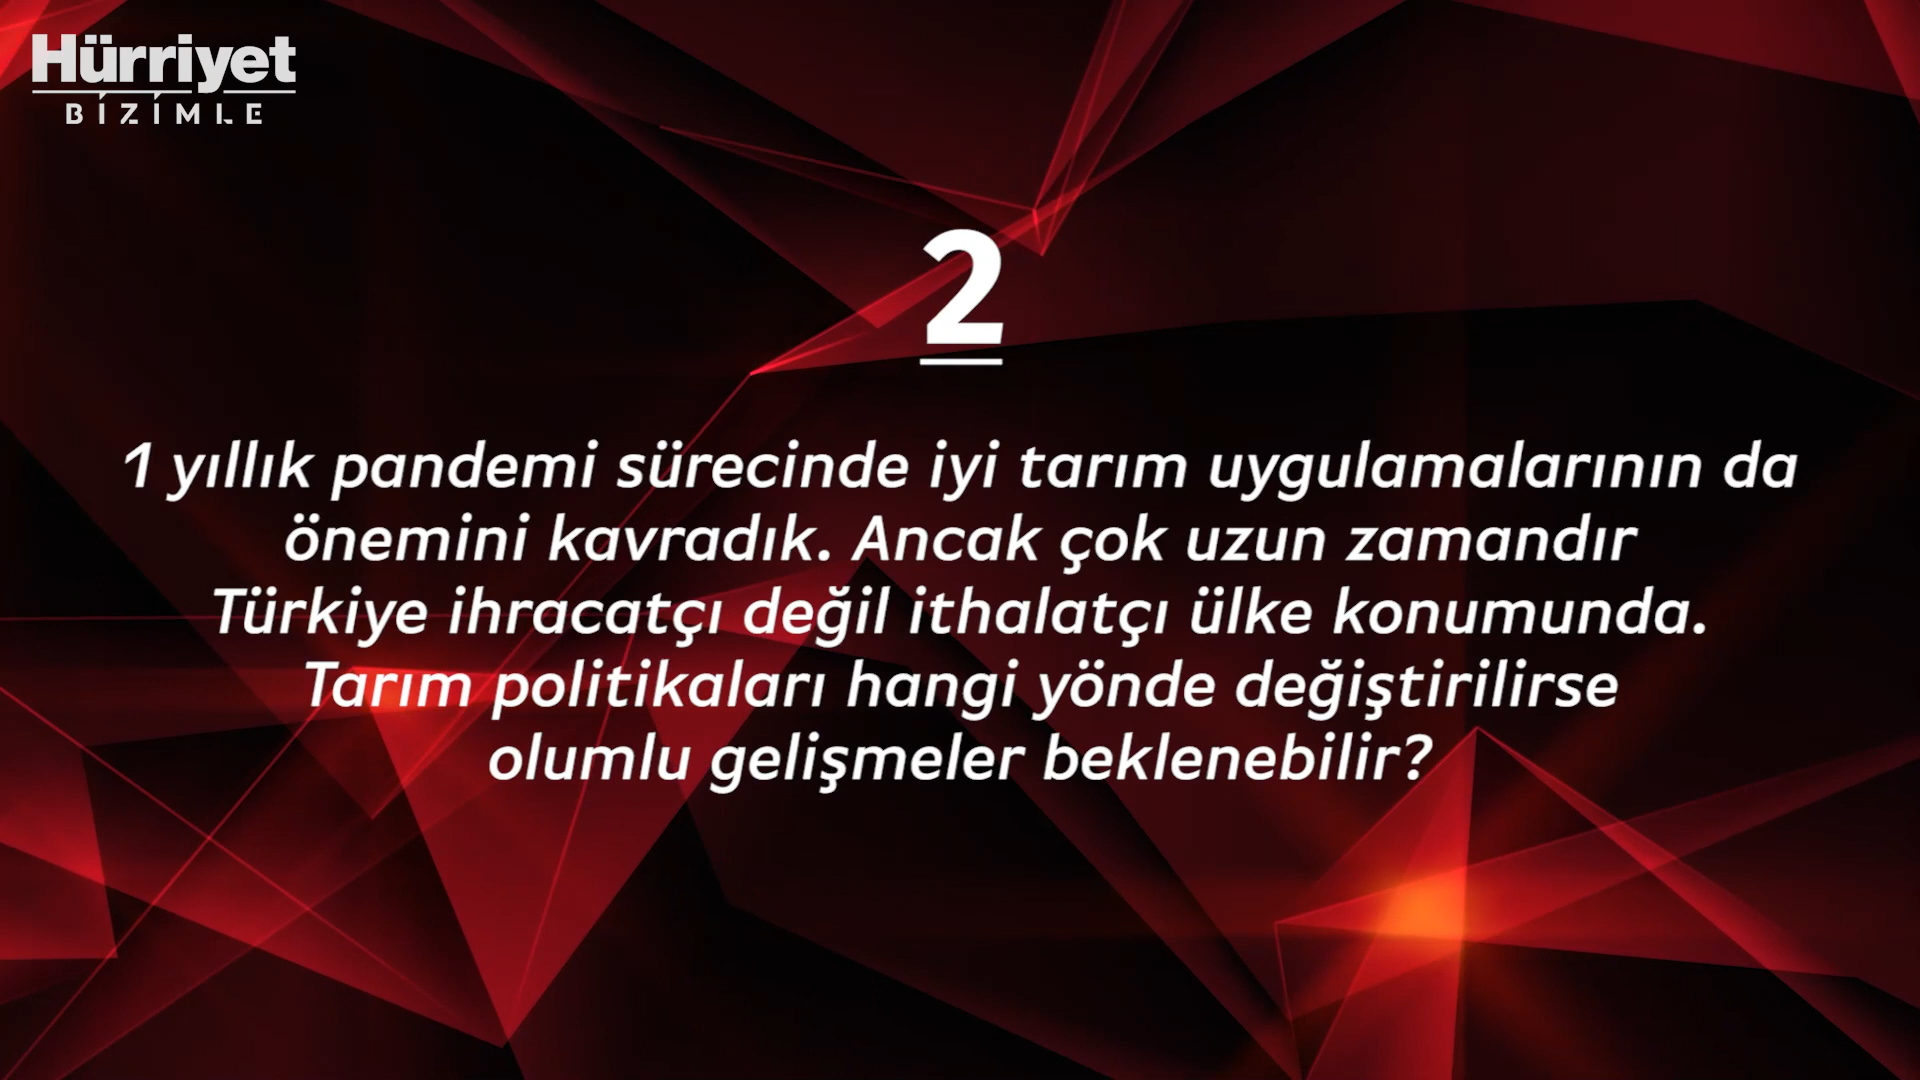 Hürriyet
BİZİMLE
2
1 yıllık pandemi sürecinde iyi tarım uygulamalarının da
önemini kavradık. Ancak çok uzun zamandır
Türkiye ihracatçı değil ithalatçı ülke konumunda.
Tarım politikaları hangi yönde değiştirilirse
olumlu gelişmeler beklenebilir?